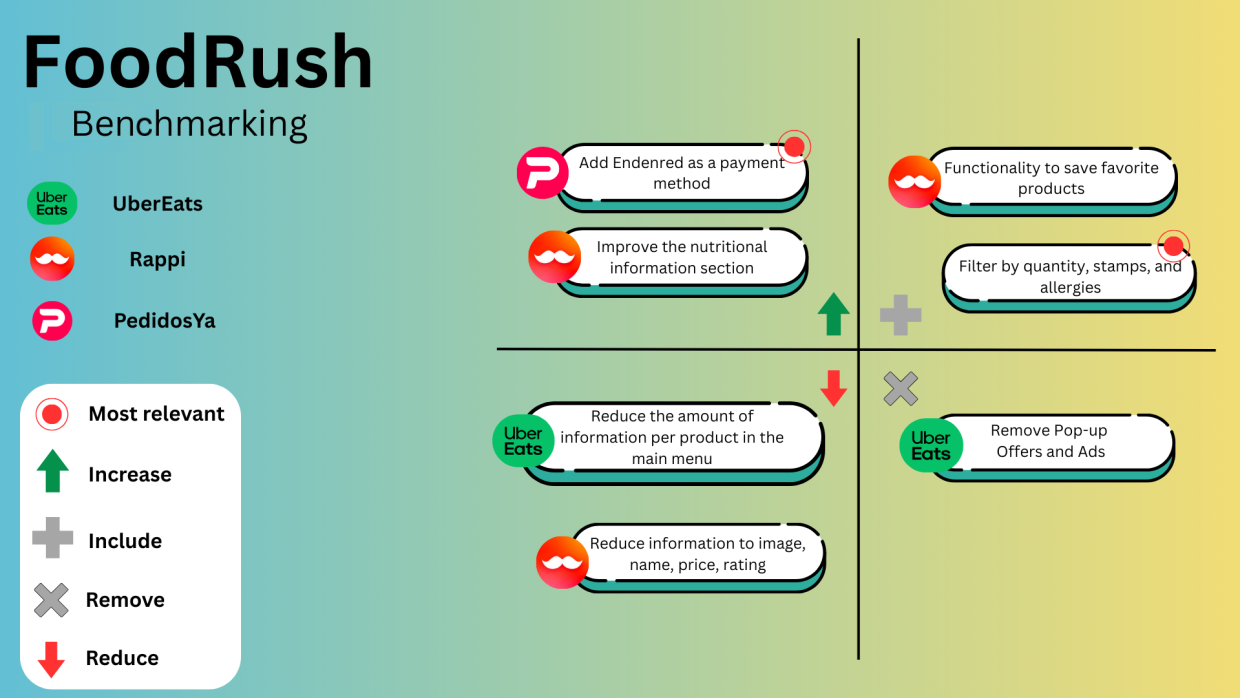 FoodRush
Benchmarking
Uber
Eats
UberEats
Rappi
PedidosYa
Most relevant
Increase
Include
Remove
Reduce
Add Endenred as a payment
method
Improve the nutritional
information section
Functionality to save favorite
products
Filter by quantity, stamps, and
allergies
Uber
Eats
Reduce the amount of
information per product in the
main menu
Reduce information to image,
name, price, rating
Uber
Eats
Remove Pop-up
Offers and Ads